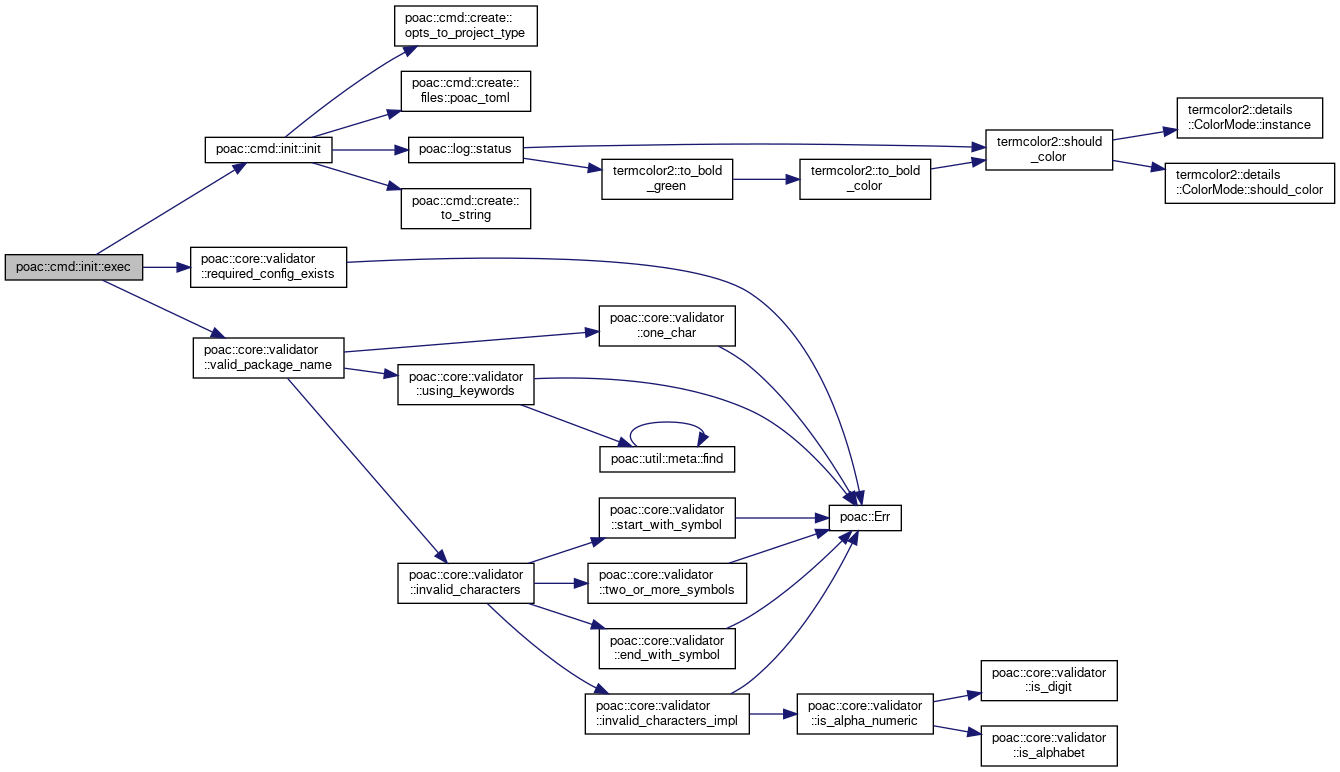 poac::cmd::create::
opts_to_project_type
poac::cmd::create::
files::poac_toml
poac::cmd::init::init
poac::log::status
poac::cmd::create::
to_string
termcolor2::to_bold
_green
termcolor2::to_bold
_color
termcolor2::should
_color
termcolor2::details
::ColorMode::instance
termcolor2::details
::ColorMode::should_color
poac::cmd::init::exec
poac::core::validator
::required_config_exists
poac::core::validator
::valid_package_name
poac::core::validator
::one_char
poac::core::validator
::using_keywords
poac::util::meta::find
poac::core::validator
::start_with_symbol
poac::Err
poac::core::validator
::invalid_characters
poac::core::validator
::two_or_more_symbols
poac::core::validator
::end_with_symbol
poac::core::validator
::invalid_characters_impl
poac::core::validator
::is_alpha_numeric
poac::core::validator
::is_digit
poac::core::validator
::is_alphabet